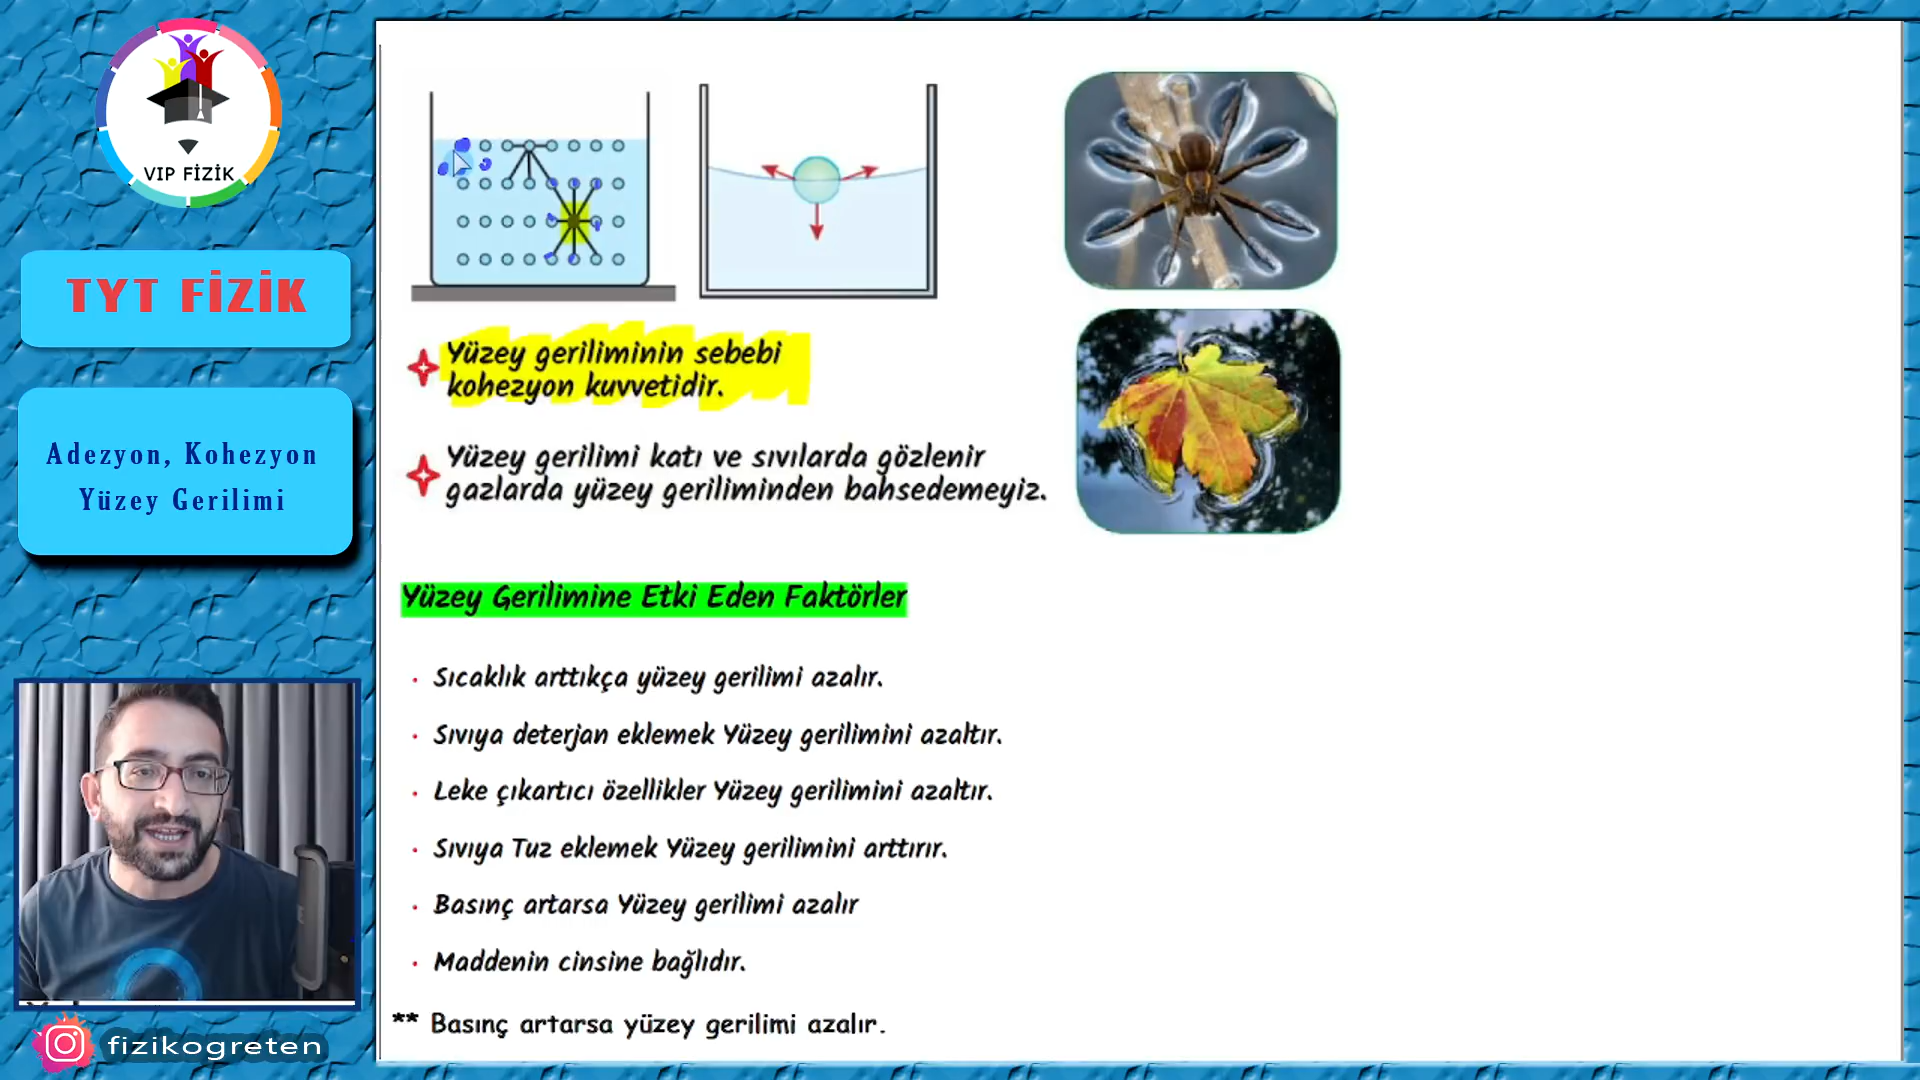 VIP FİZİK
TYT FİZİK
Adezyon, Kohezyon
Yüzey Gerilimi
fizikogreten
Yüzey geriliminin sebebi
kohezyon kuvvetidir.
Yüzey gerilimi katı ve sıvılarda gözlenir
gazlarda yüzey geriliminden bahsedemeyiz.
Yüzey Gerilimine Etki Eden Faktörler
• Sıcaklık arttıkça yüzey gerilimi azalır.
• Sıvıya deterjan eklemek Yüzey gerilimini azaltır.
• Leke çıkartıcı özellikler Yüzey gerilimini azaltır.
• Sıvıya Tuz eklemek Yüzey gerilimini arttırır.
• Basınç artarsa Yüzey gerilimi azalır
• Maddenin cinsine bağlıdır.
** Basınç artarsa yüzey gerilimi azalır.